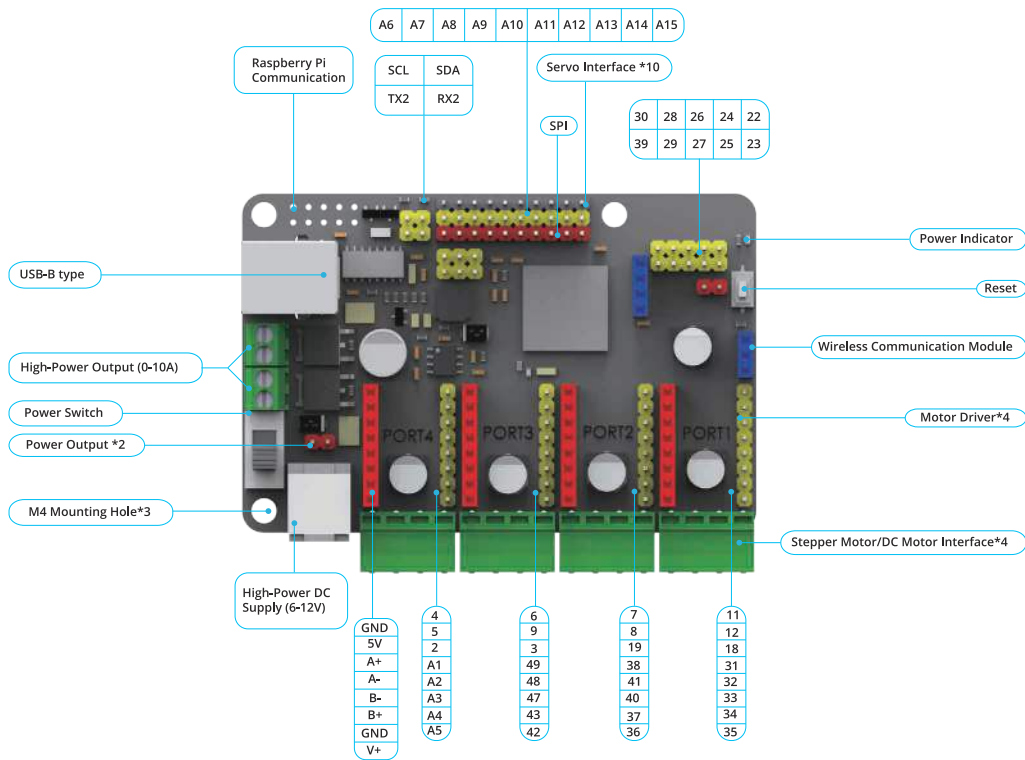 A6 A7 A8 A9 A10 A11 A12 A13 A14 A15
Raspberry Pi
Communication
SCL SDA
TX2 RX2
Servo Interface *10
SPI
30 28 26 24 22
39 29 27 25 23
Power Indicator
USB-B type
Reset
Wireless Communication Module
High-Power Output (0-10A)
Power Switch
Motor Driver*4
Power Output *2
PORT4
PORT3
PORT2
PORT1
M4 Mounting Hole*3
Stepper Motor/DC Motor Interface*4
High-Power DC
Supply (6-12V)
GND
5V
A+
A-
B-
B+
GND
V+
4
5
2
A1
A2
A3
A4
A5
6
9
3
49
48
47
43
42
7
8
19
38
41
40
37
36
11
12
18
31
32
33
34
35